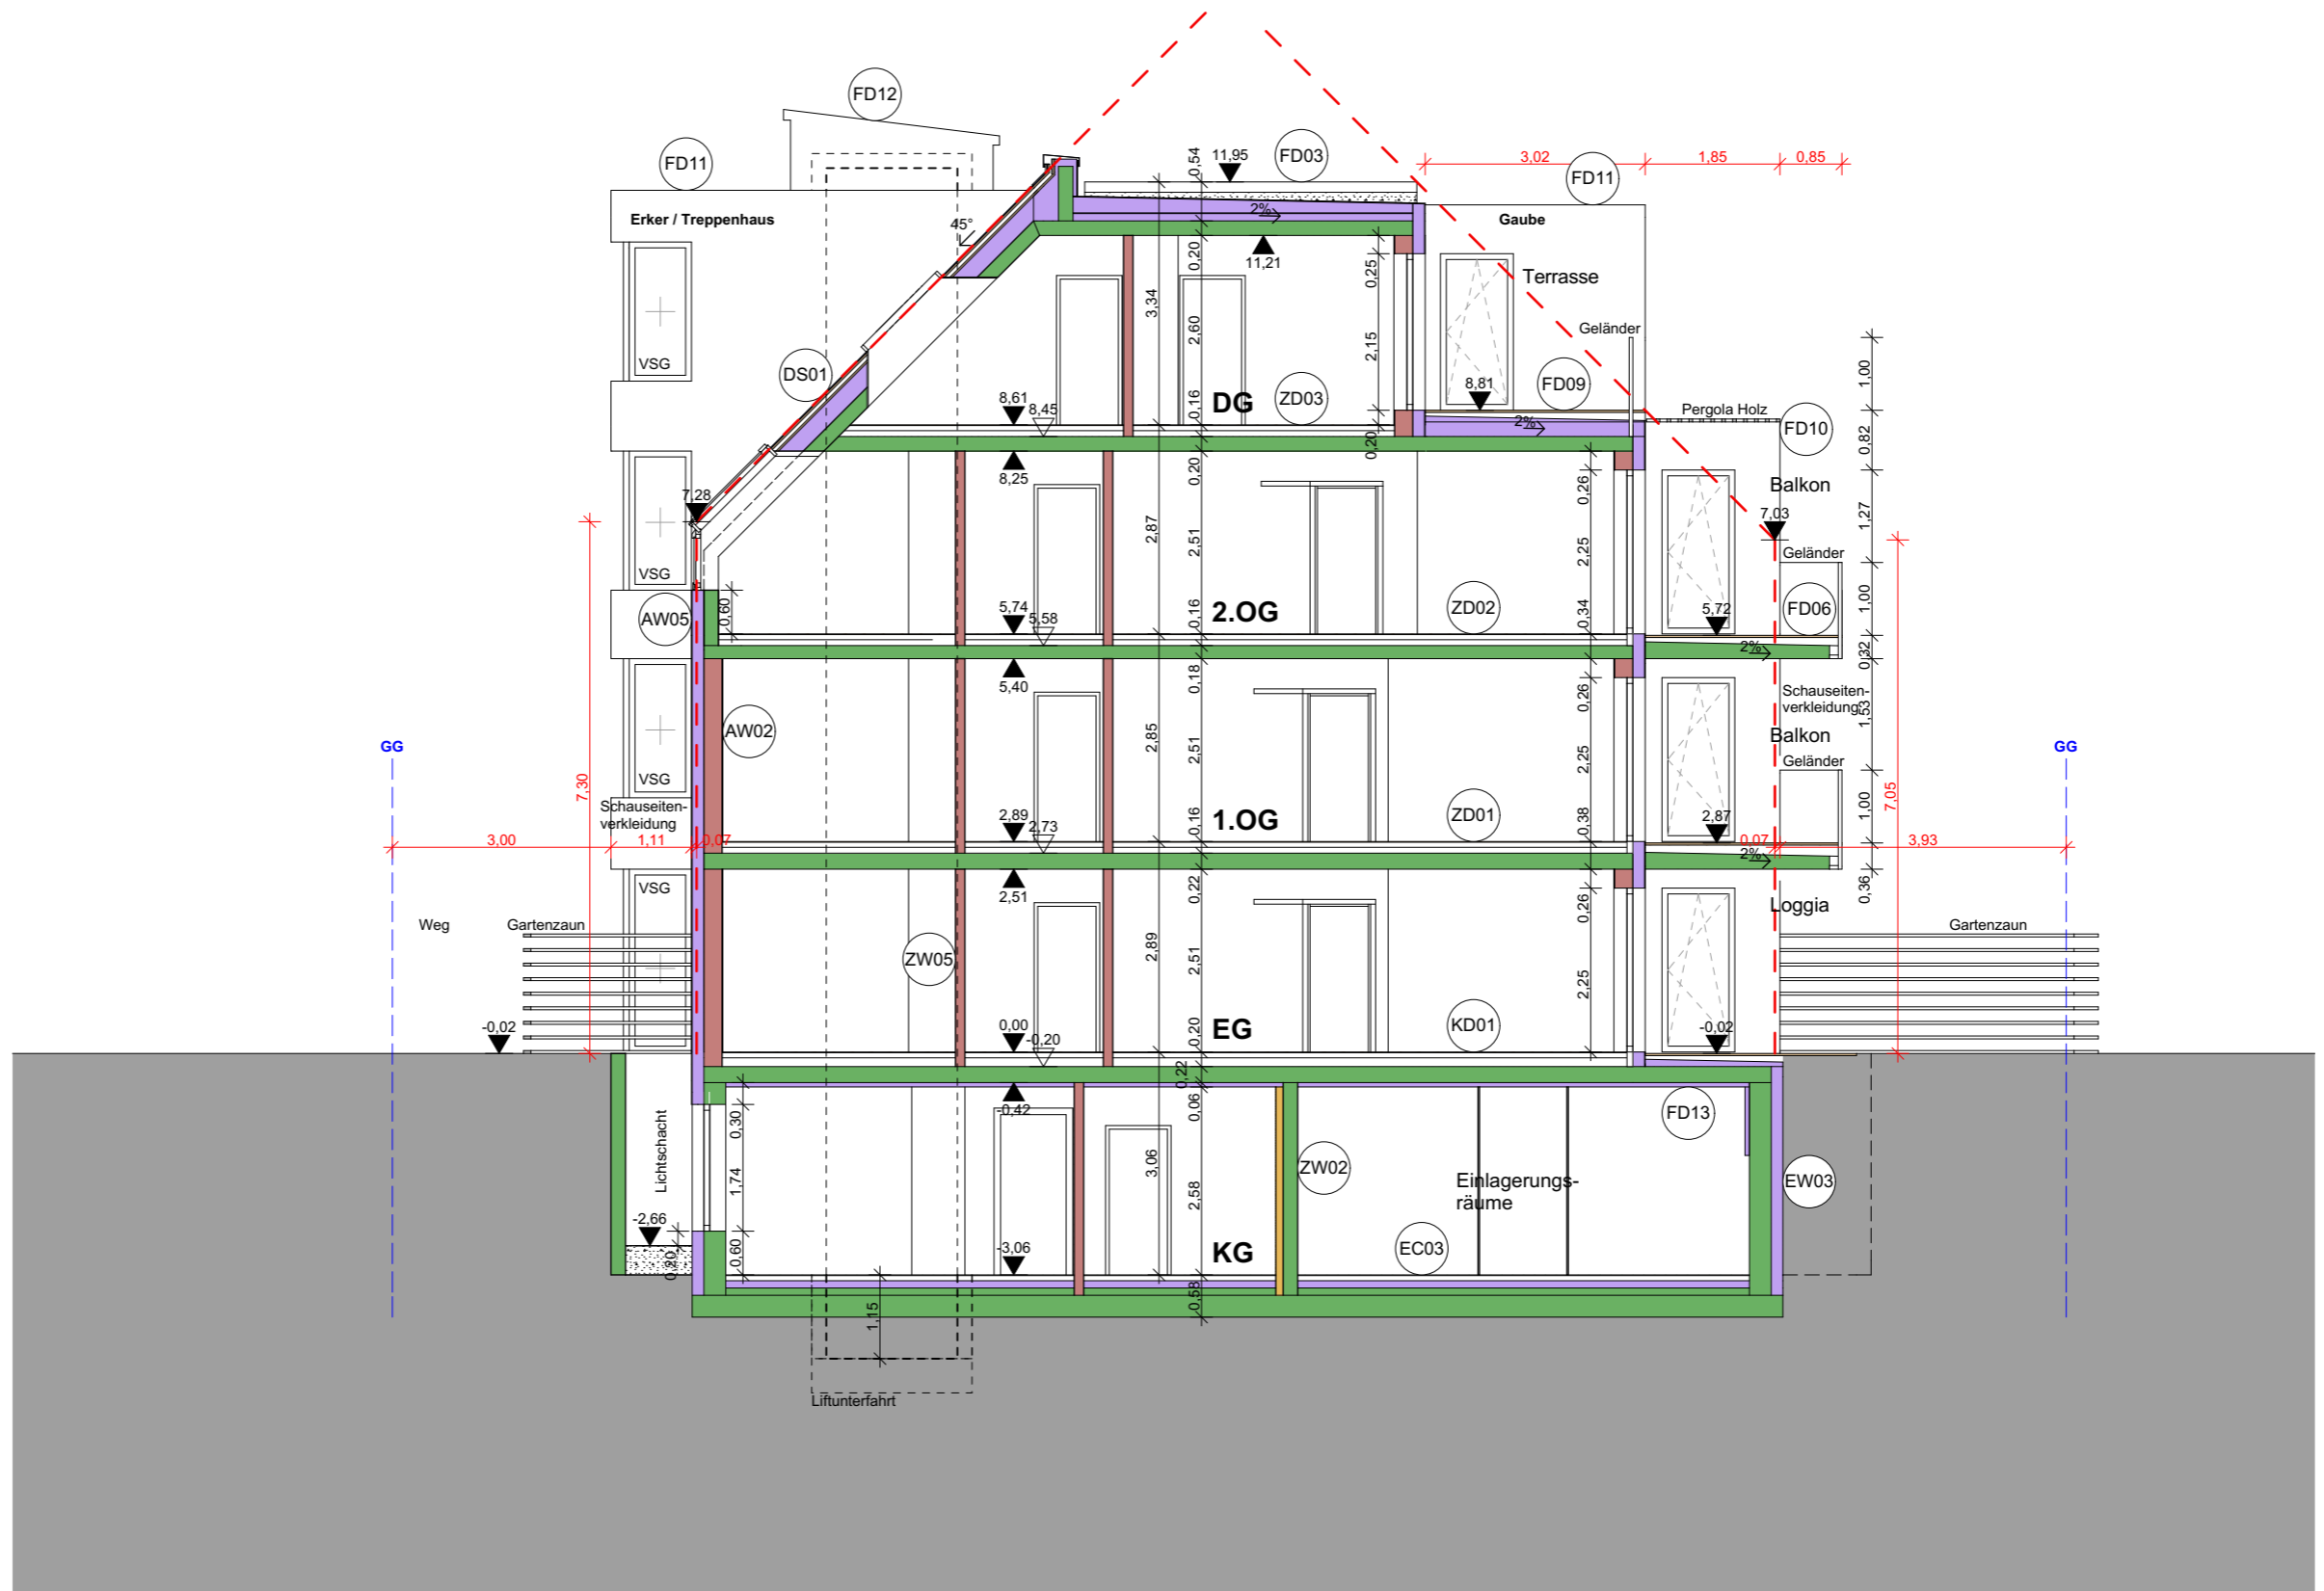 FD12
FD11
11,95
0,54
FD03
3,02
1,85
0,85
FD11
Erker / Treppenhaus
45°
2%
Gaube
0,20
11,21
0,25
Terrasse
3,34
2,60
2,15
Geländer
VSG
DS01
8,61
8,45
0,16
DG
ZD03
8,81
FD09
1,00
Pergola Holz
2%
FD10
0,82
0,20
8,25
0,20
0,26
Balkon
7,28
7,03
1,27
2,87
2,51
2,25
Geländer
VSG
AW05
0,60
5,74
5,58
0,16
2.OG
ZD02
0,34
5,72
FD06
1,00
2%
0,32
5,40
0,18
0,26
Schauseiten-
verkleidung
1,53
AW02
GG
2,85
2,51
2,25
Balkon
GG
Geländer
7,30
VSG
7,05
Schauseiten-
verkleidung
2,89
2,73
0,16
1.OG
ZD01
0,38
2,87
1,00
3,00
1,11
0,07
0,07
3,93
2%
VSG
2,51
0,22
0,26
0,36
Loggia
Weg
Gartenzaun
Gartenzaun
ZW05
2,89
2,51
2,25
-0,02
0,00
-0,20
0,20
EG
KD01
-0,02
0,22
-0,42
0,06
FD13
0,30
Lichtschacht
1,74
3,06
2,58
ZW02
Einlagerungs-
räume
EW03
-2,66
0,20
0,60
-3,06
KG
EC03
1,15
0,58
Liftunterfahrt